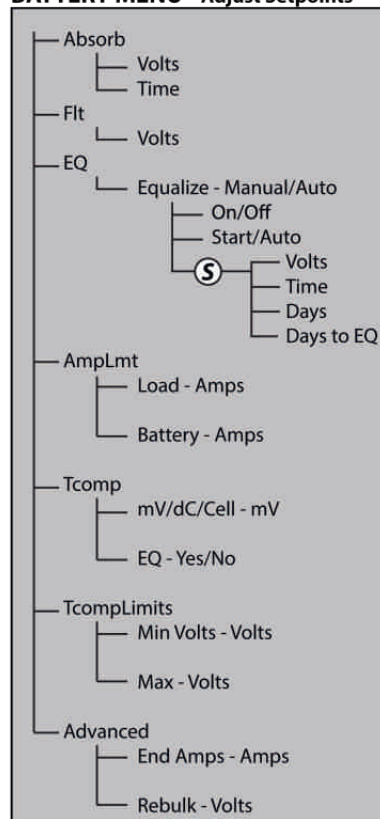 BATTERY MENU - Adjust Setpoints
Absorb
Volts
Time
Flt
Volts
EQ
Equalize - Manual/Auto
On/Off
Start/Auto
S
Volts
Time
Days
Days to EQ
AmpLmt
Load - Amps
Battery - Amps
Tcomp
mV/dC/Cell - mV
EQ - Yes/No
TcompLimits
Min Volts - Volts
Max - Volts
Advanced
End Amps - Amps
Rebulk - Volts